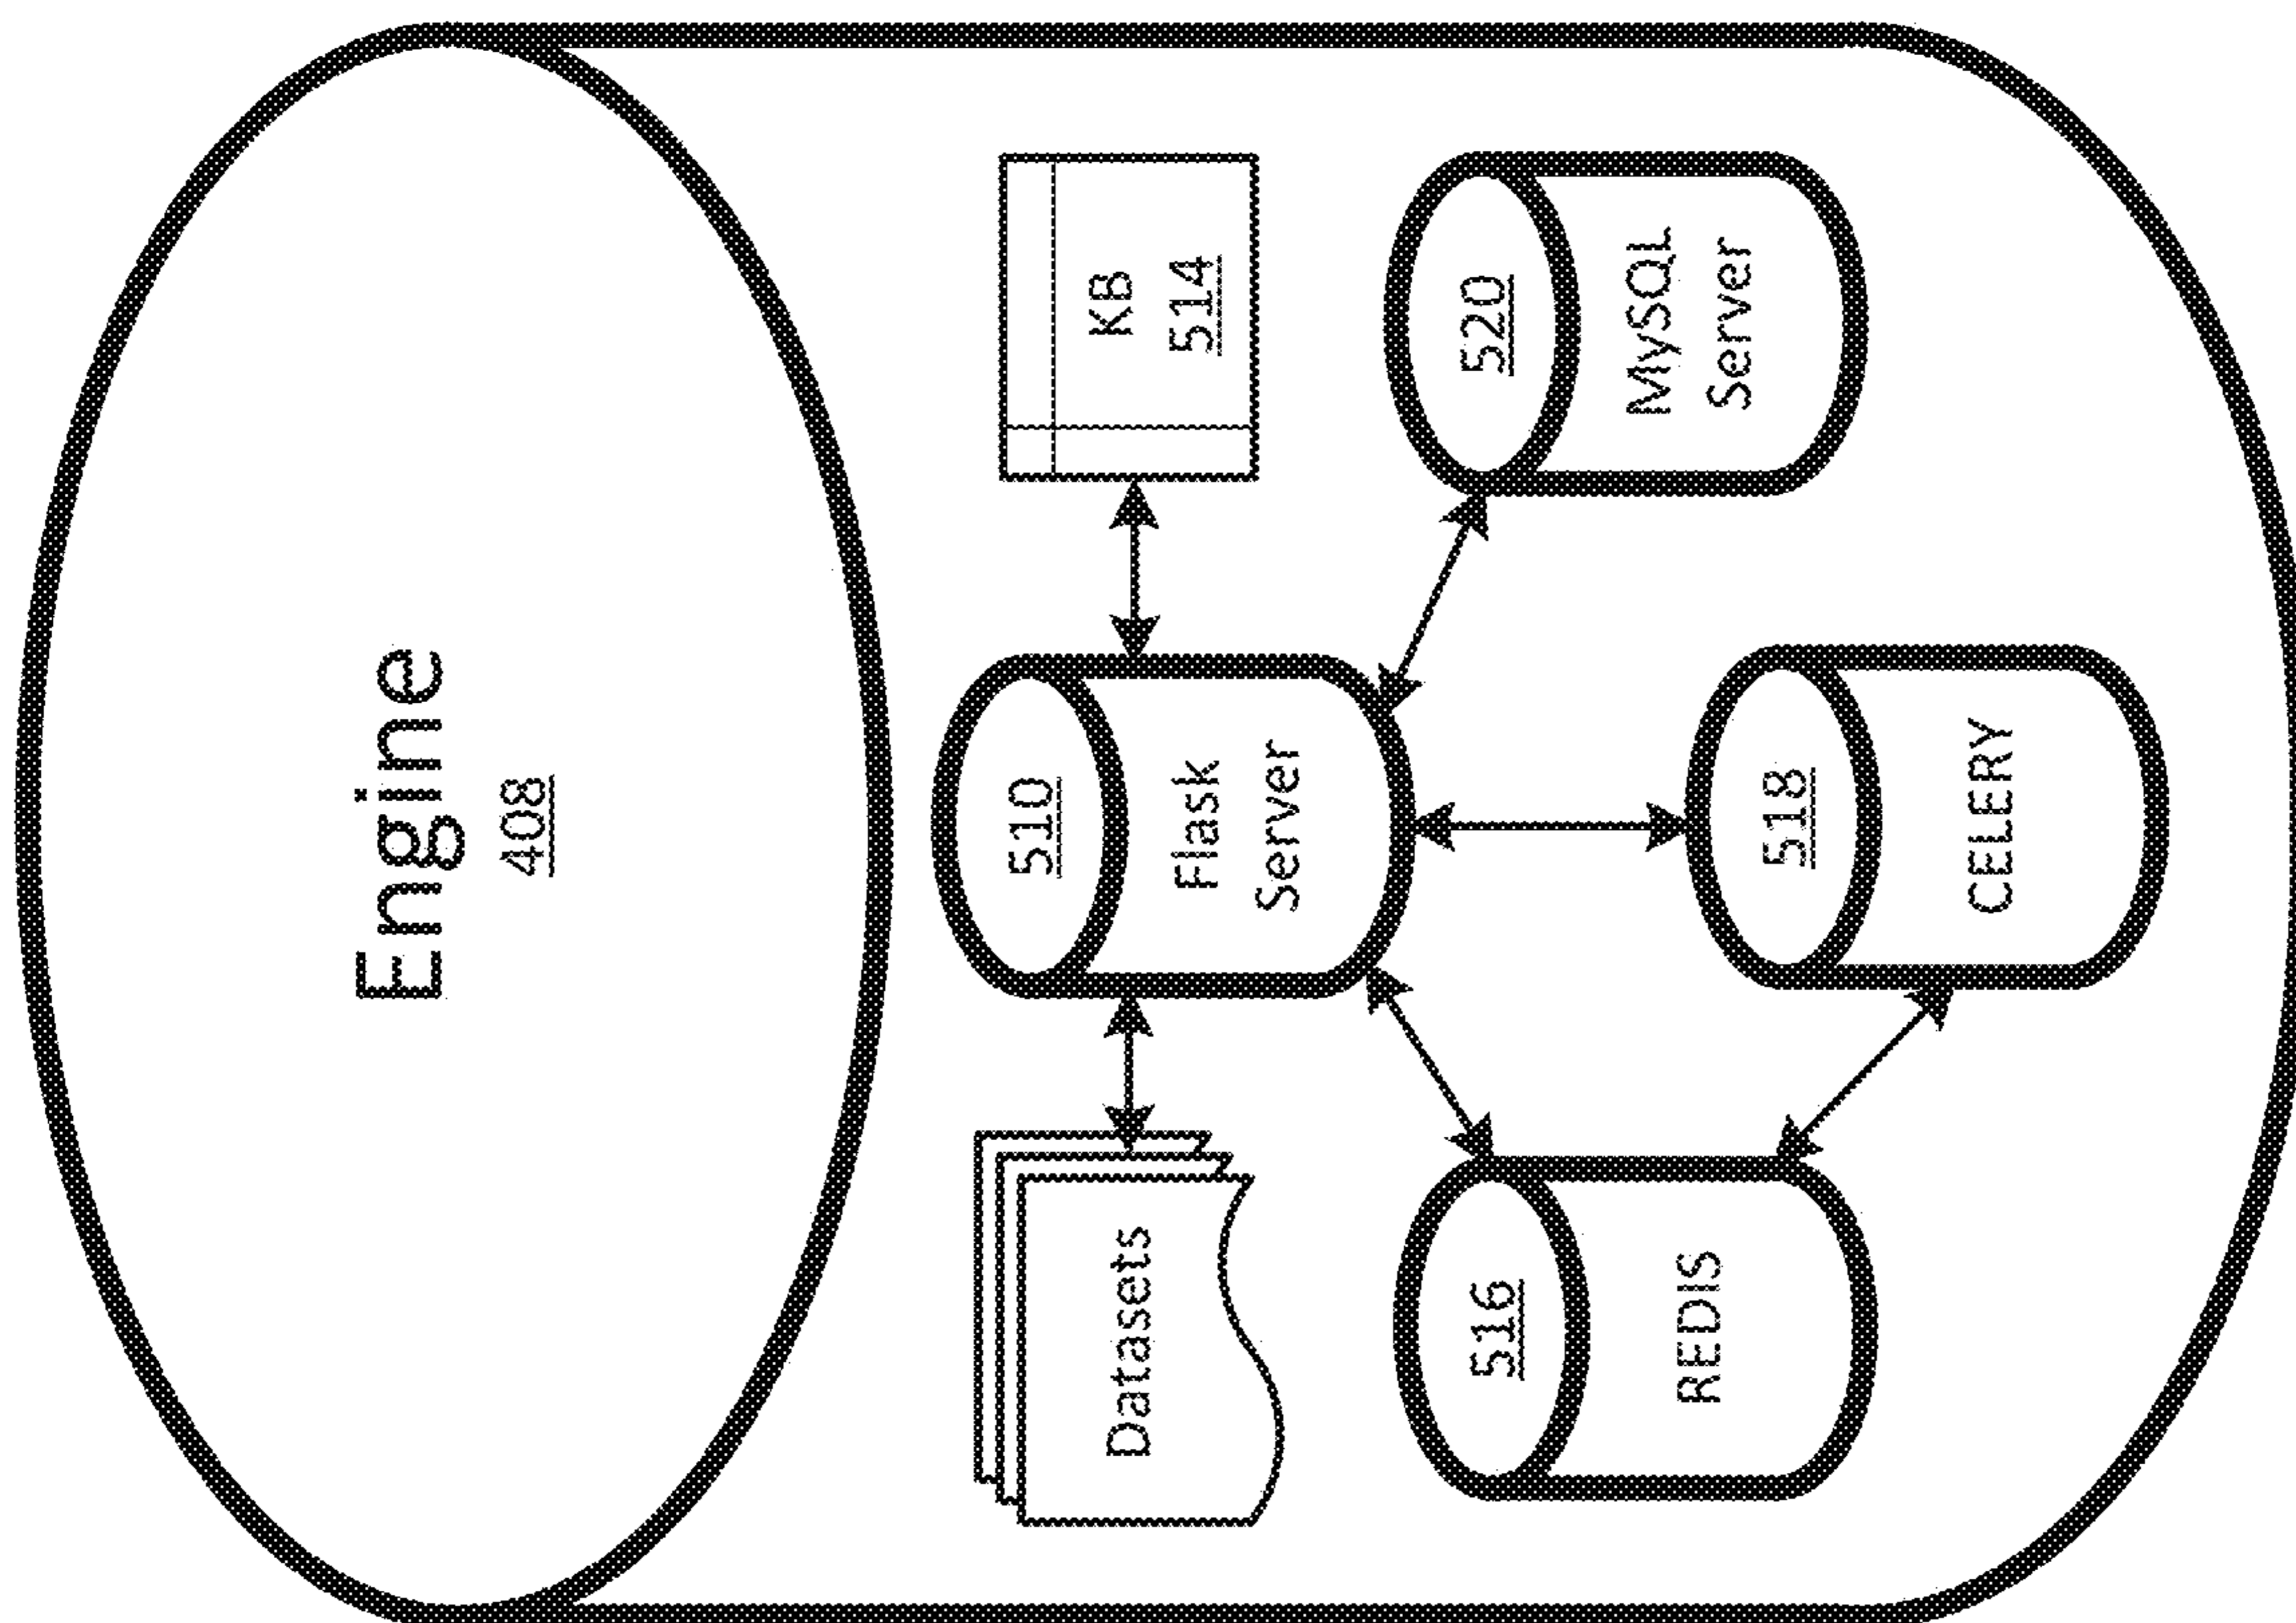 Engine
408
Datasets
510
Flask
Server
KB
514
516
REDIS
518
CELERY
520
MySQL
Server